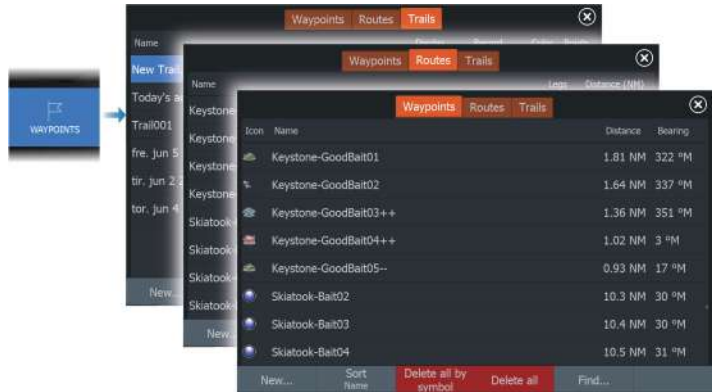 Waypoints Routes Trails
Name
New Trail
Today's a
Trail001
fre. jun 5
tir. jun 2 2
tor. jun 4
New...
WAYPOINTS
Waypoints Routes Trails
Name Legs Distance (NM)
Keystone
Keystone
Keystone
Keystone
Skiatook-
Skiatook-
Skiatook-
Skiatook-
New...
Waypoints Routes Trails
Icon Name Distance Bearing
Keystone-GoodBait01 1.81 NM 322 °M
Keystone-GoodBait02 1.64 NM 337 °M
Keystone-GoodBait03++ 1.36 NM 351 °M
Keystone-GoodBait04++ 1.02 NM 3 °M
Keystone-GoodBait05-- 0.93 NM 17 °M
Skiatook-Bait02 10.3 NM 30 °M
Skiatook-Bait03 10.4 NM 30 °M
Skiatook-Bait04 10.5 NM 31 °M
New... Sort Name Delete all by symbol Delete all Find...